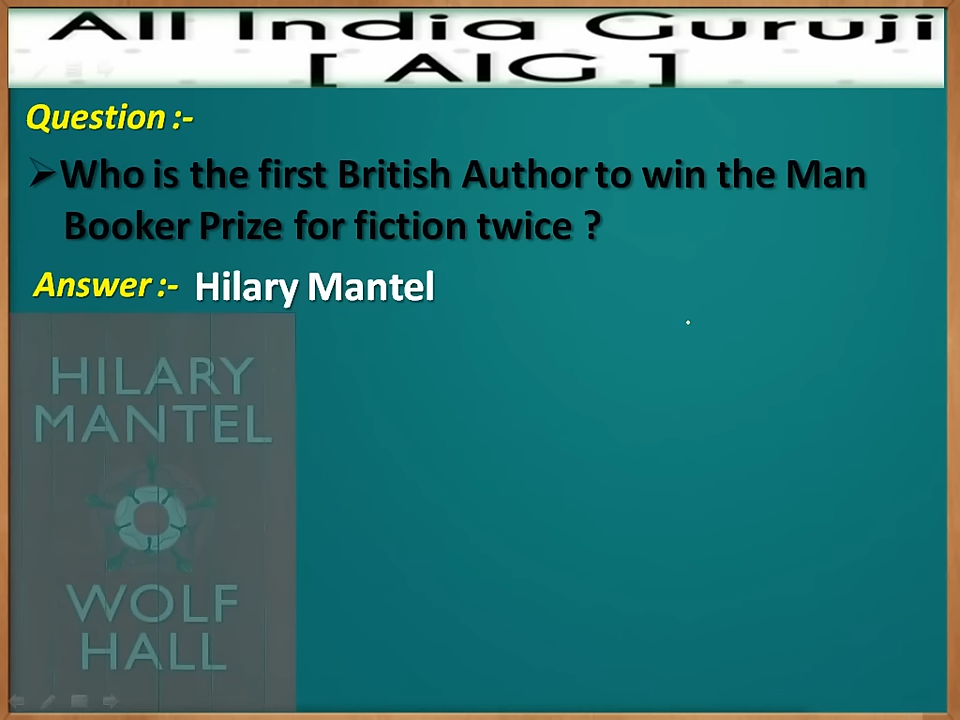 All India Guruji
[ AIG ]
Question :-
➢Who is the first British Author to win the Man
Booker Prize for fiction twice ?
Answer :- Hilary Mantel
HILARY
MANTEL
WOLF
HALL